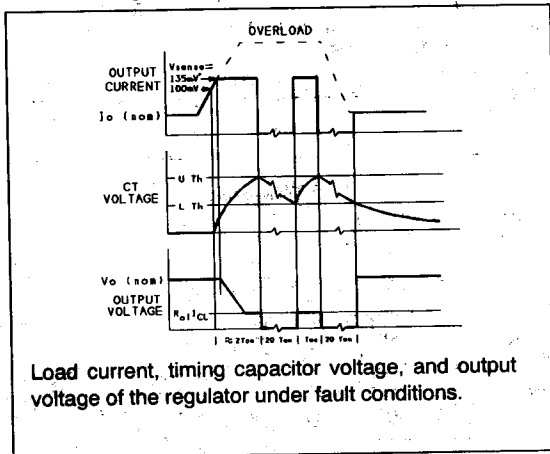 OVERLOAD
Vsense=
OUTPUT
CURRENT
135mV
100mV
Io (nom)
U Th
CT
VOLTAGE
L Th
Vo (nom)
OUTPUT
VOLTAGE
RolICL
≈ 2Ton 20 Ton Ton 20 Ton
Load current, timing capacitor voltage, and output
voltage of the regulator under fault conditions.